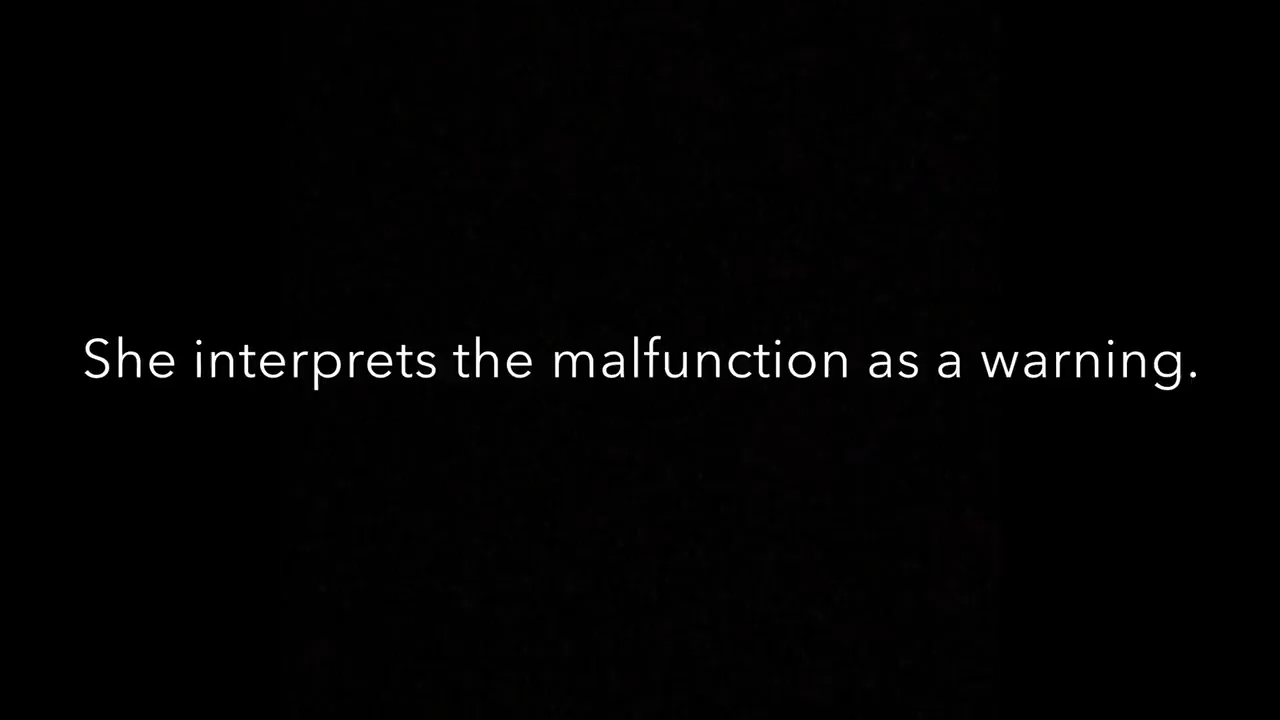 She interprets the malfunction as a warning.